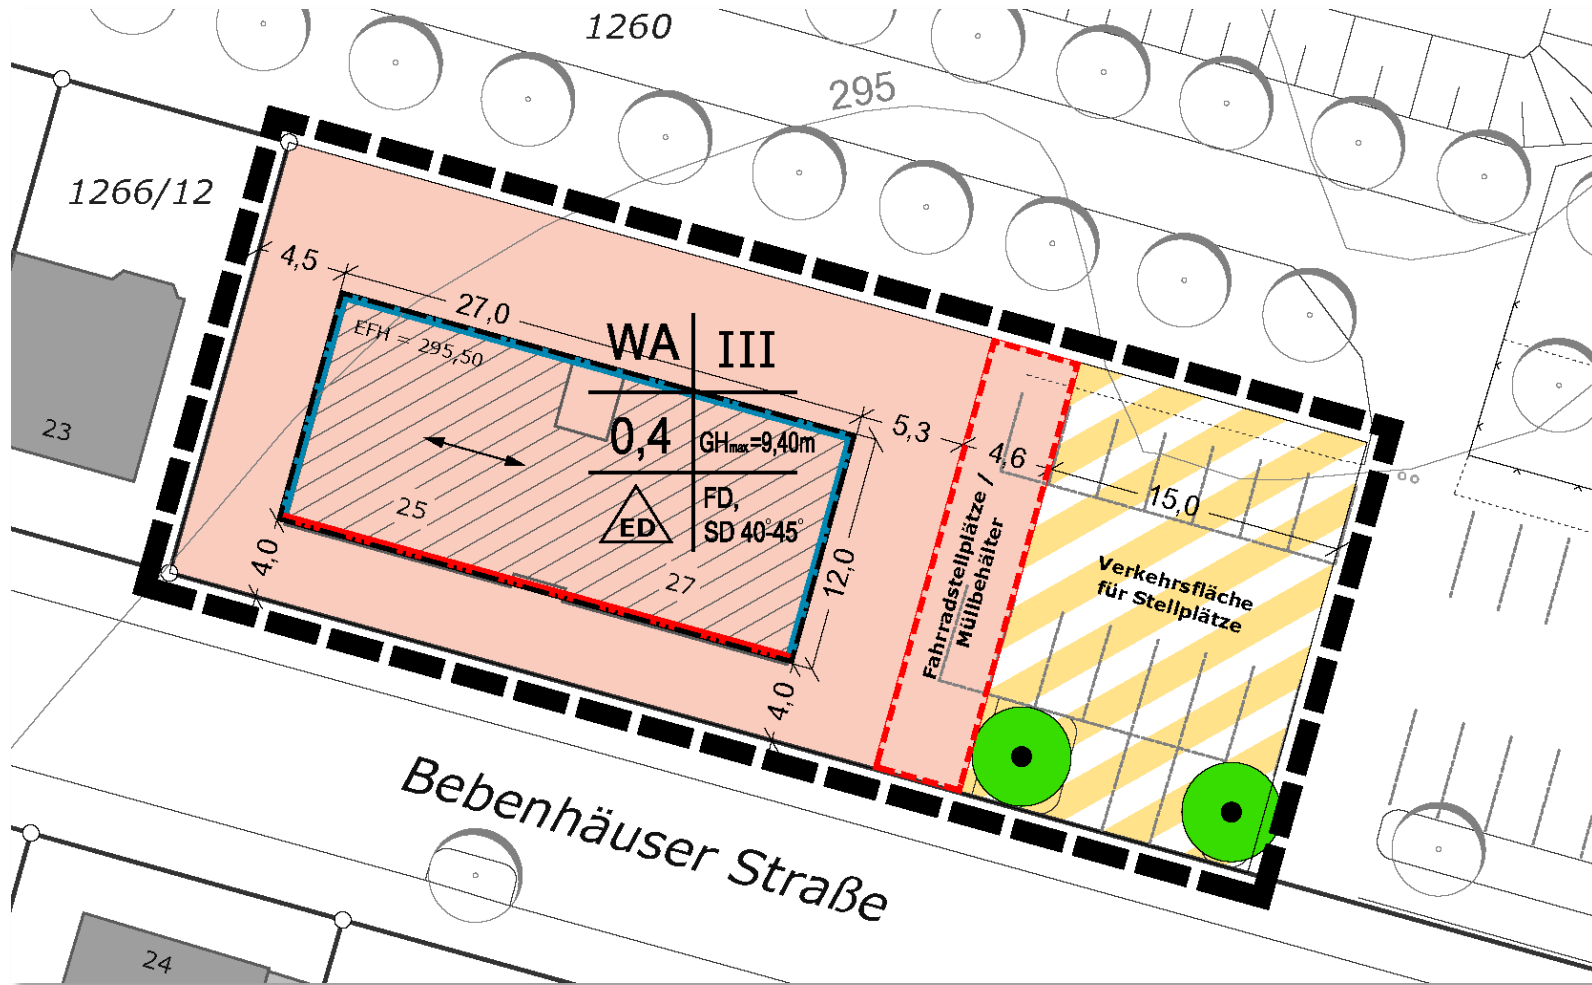 1260
295
1266/12
4,5
27,0
EFH = 295,50
WA
III
5,3
4,6
15,0
0,4
GHmax=9,40m
FD,
SD 40°-45°
ED
23
25
27
12,0
4,0
4,0
Fahrradstellplätze /
Müllbehälter
Verkehrsfläche
für Stellplätze
Bebenhäuser Straße
24